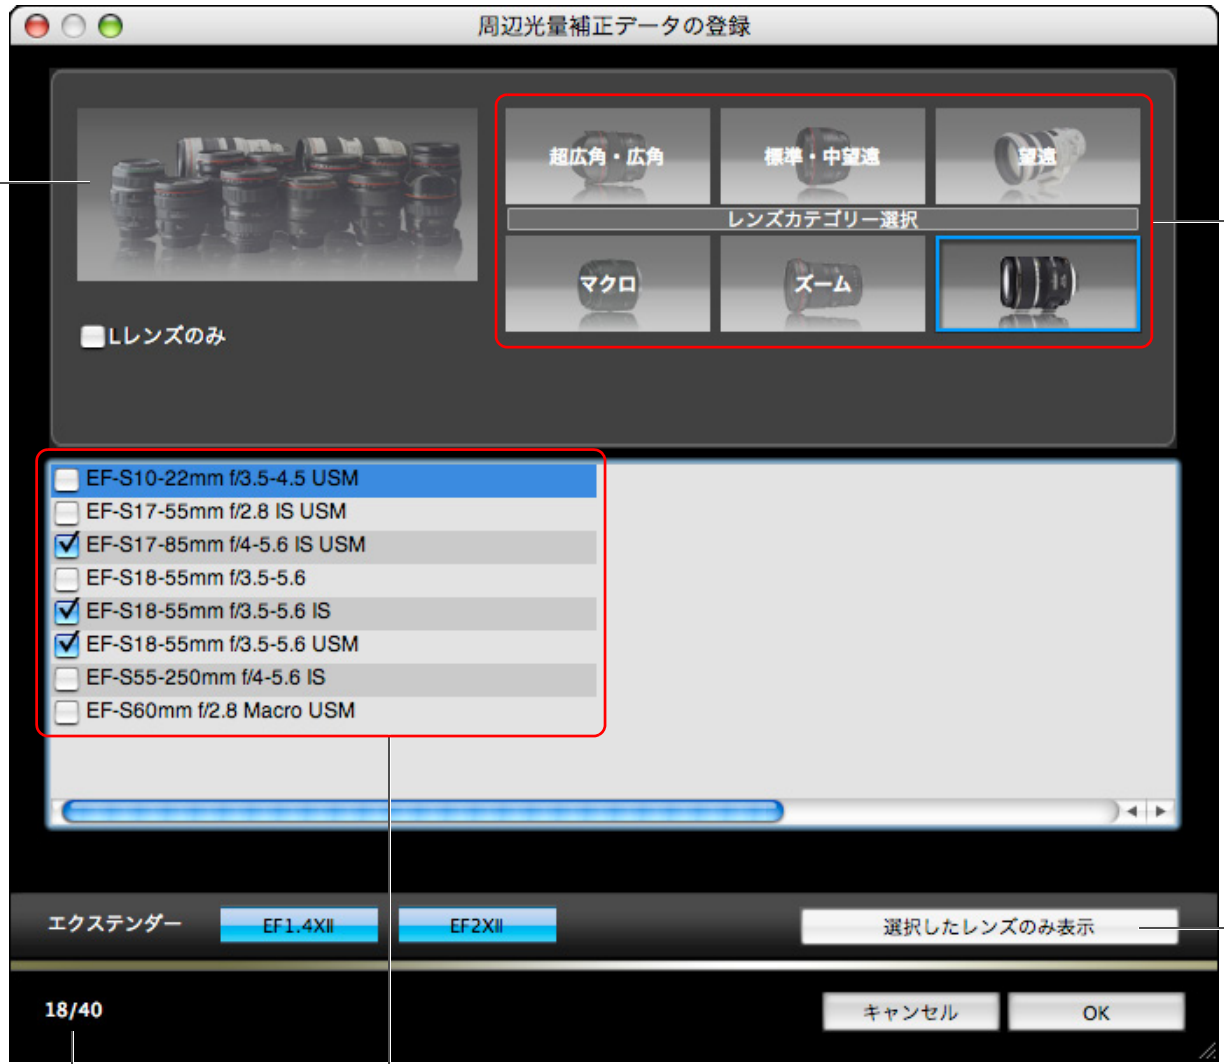 周辺光量補正データの登録
超広角・広角
標準・中望遠
望遠
レンズカテゴリー選択
マクロ
ズーム
Lレンズのみ
EF-S10-22mm f/3.5-4.5 USM
EF-S17-55mm f/2.8 IS USM
EF-S17-85mm f/4-5.6 IS USM
EF-S18-55mm f/3.5-5.6
EF-S18-55mm f/3.5-5.6 IS
EF-S18-55mm f/3.5-5.6 USM
EF-S55-250mm f/4-5.6 IS
EF-S60mm f/2.8 Macro USM
エクステンダー
EF1.4XII
EF2XII
選択したレンズのみ表示
18/40
キャンセル
OK